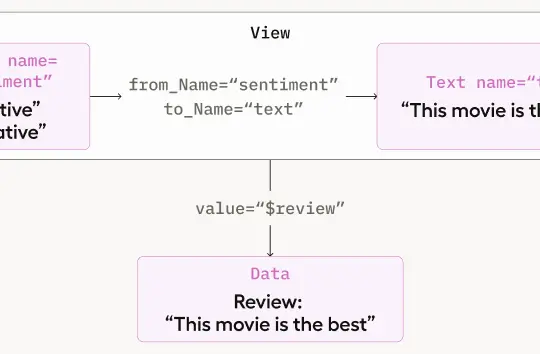 View
name=
ment”
tive”
ative”
from_Name=“sentiment”
to_Name=“text”
Text name=“t
“This movie is th
value=“$review”
Data
Review:
“This movie is the best”